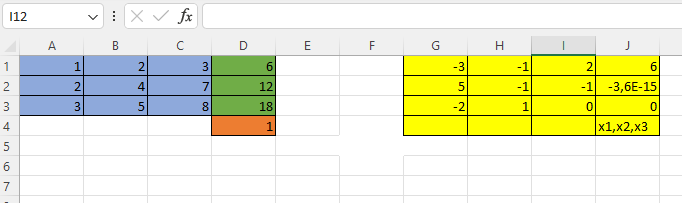 I12 fx
A B C D E F G H I J
1 1 2 3 6 -3 -1 2 6
2 2 4 7 12 5 -1 -1 -3,6E-15
3 3 5 8 18 -2 1 0 0
4 1 x1,x2,x3
5
6
7